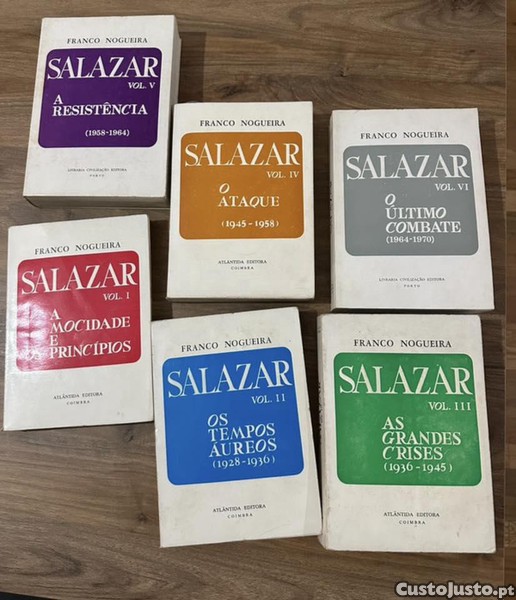 FRANCO NOGUEIRA
SALAZAR
VOL. V
A
RESISTÊNCIA
(1958-1964)
LIVRARIA CIVILIZAÇÃO EDITORA
PORTO
FRANCO NOGUEIRA
SALAZAR
VOL. IV
O
ATAQUE
(1945-1958)
ATLÂNTIDA EDITORA
COIMBRA
FRANCO NOGUEIRA
SALAZAR
VOL. VI
O
ÚLTIMO
COMBATE
(1964-1970)
LIVRARIA CIVILIZAÇÃO EDITORA
PORTO
FRANCO NOGUEIRA
SALAZAR
VOL. I
A
MOCIDADE
E
OS PRINCÍPIOS
ATLÂNTIDA EDITORA
COIMBRA
FRANCO NOGUEIRA
SALAZAR
VOL. II
OS
TEMPOS
ÁUREOS
(1928-1936)
ATLÂNTIDA EDITORA
COIMBRA
FRANCO NOGUEIRA
SALAZAR
VOL. III
AS
GRANDES
CRISES
(1936-1945)
ATLÂNTIDA EDITORA
COIMBRA
CustoJusto.pt